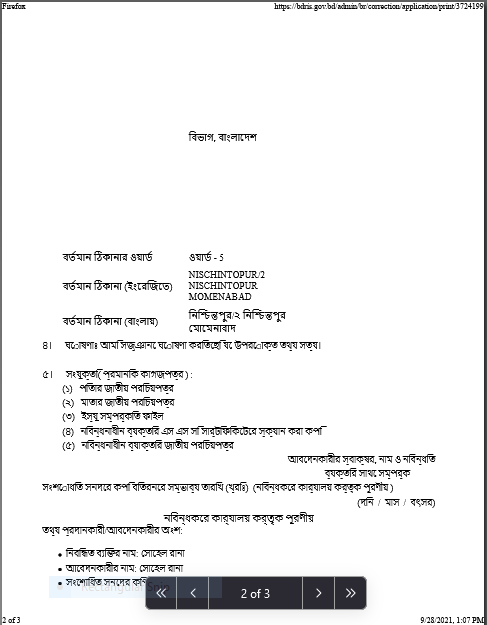 Firefox https://bdris.gov.bd/admin/br/correction/application/print/3724199
বিভাগ, বাংলাদেশ
বর্তমান ঠিকানার ওয়ার্ড ওয়ার্ড - 5
বর্তমান ঠিকানা (ইংরেজিতে) NISCHINTOPUR/2
NISCHINTOPUR
MOMENABAD
বর্তমান ঠিকানা (বাংলায়) নিশ্চিন্তপুর/২ নিশ্চিন্তপুর
মোমেনাবাদ
৪। ঘোষণাঃ আমি সজ্ঞানে ঘোষণা করিতেছি যে উপরোক্ত তথ্য সত্য।
৫। সংযুক্তি (প্রমানিক কাগজপত্র) :
(১) পিতার জাতীয় পরিচয়পত্র
(২) মাতার জাতীয় পরিচয়পত্র
(৩) ইস্যু সম্পর্কিত ফাইল
(৪) নিবন্ধনাধীন ব্যক্তির এস এস সি সার্টিফিকেটের স্ক্যান করা কপি
(৫) নিবন্ধনাধীন ব্যক্তির জাতীয় পরিচয়পত্র
আবেদনকারীর স্বাক্ষর, নাম ও নিবন্ধিত
ব্যক্তির সাথে সম্পর্ক
সংশোধিত সনদের কপি বিতরনের সম্ভাব্য তারিখ (খ্রিঃ) (নিবন্ধকের কার্যালয় কর্তৃক পুরণীয়)
(দিন / মাস / বৎসর)
নিবন্ধকের কার্যালয় কর্তৃক পুরণীয়
তথ্য প্রদানকারী/আবেদনকারীর অংশ:
• নিবন্ধিত ব্যক্তির নাম: সোহেল রানা
• আবেদনকারীর নাম: সোহেল রানা
• সংশোধিত সনদের কপি
2 of 3
2 of 3 9/28/2021, 1:07 PM